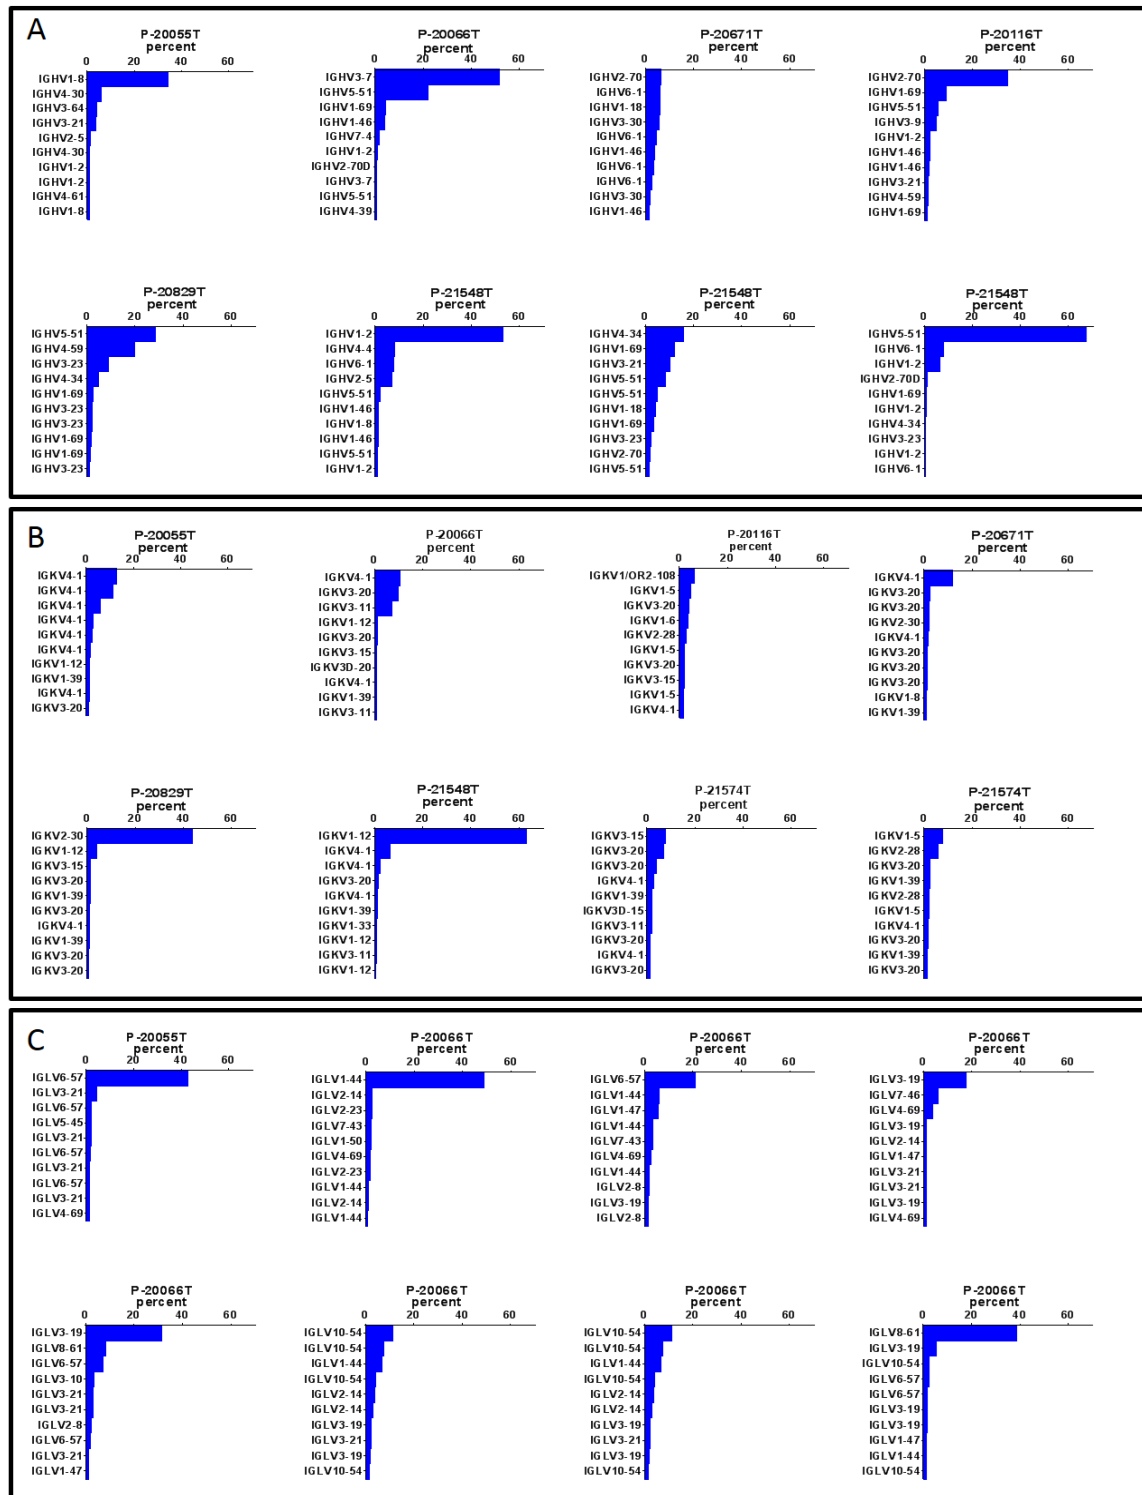 A
P-20055T
percent
0 20 40 60
IGHV1-8
IGHV4-30
IGHV3-64
IGHV3-21
IGHV2-5
IGHV4-30
IGHV1-2
IGHV1-2
IGHV4-61
IGHV1-8
P-20066T
percent
0 20 40 60
IGHV3-7
IGHV5-51
IGHV1-69
IGHV1-46
IGHV7-4
IGHV1-2
IGHV2-70D
IGHV3-7
IGHV5-51
IGHV4-39
P-20671T
percent
0 20 40 60
IGHV2-70
IGHV6-1
IGHV1-18
IGHV3-30
IGHV6-1
IGHV1-46
IGHV6-1
IGHV6-1
IGHV3-30
IGHV1-46
P-20116T
percent
0 20 40 60
IGHV2-70
IGHV1-69
IGHV5-51
IGHV3-9
IGHV1-2
IGHV1-46
IGHV1-46
IGHV3-21
IGHV4-59
IGHV1-69
P-20829T
percent
0 20 40 60
IGHV5-51
IGHV4-59
IGHV3-23
IGHV4-34
IGHV1-69
IGHV3-23
IGHV3-23
IGHV1-69
IGHV1-69
IGHV3-23
P-21548T
percent
0 20 40 60
IGHV1-2
IGHV4-4
IGHV6-1
IGHV2-5
IGHV5-51
IGHV1-46
IGHV1-8
IGHV1-46
IGHV5-51
IGHV1-2
P-21548T
percent
0 20 40 60
IGHV4-34
IGHV1-69
IGHV3-21
IGHV5-51
IGHV5-51
IGHV1-18
IGHV1-69
IGHV3-23
IGHV2-70
IGHV5-51
P-21548T
percent
0 20 40 60
IGHV5-51
IGHV6-1
IGHV1-2
IGHV2-70D
IGHV1-69
IGHV1-2
IGHV4-34
IGHV3-23
IGHV1-2
IGHV6-1
B
P-20055T
percent
0 20 40 60
IGKV4-1
IGKV4-1
IGKV4-1
IGKV4-1
IGKV4-1
IGKV4-1
IGKV1-12
IGKV1-39
IGKV4-1
IGKV3-20
P-20066T
percent
0 20 40 60
IGKV4-1
IGKV3-20
IGKV3-11
IGKV1-12
IGKV3-20
IGKV3-15
IGKV3D-20
IGKV4-1
IGKV1-39
IGKV3-11
P-20116T
percent
0 20 40 60
IGKV1/OR2-108
IGKV1-5
IGKV3-20
IGKV1-6
IGKV2-28
IGKV1-5
IGKV3-20
IGKV3-15
IGKV1-5
IGKV4-1
P-20671T
percent
0 20 40 60
IGKV4-1
IGKV3-20
IGKV3-20
IGKV2-30
IGKV4-1
IGKV3-20
IGKV3-20
IGKV3-20
IGKV1-8
IGKV1-39
P-20829T
percent
0 20 40 60
IGKV2-30
IGKV1-12
IGKV3-15
IGKV3-20
IGKV1-39
IGKV3-20
IGKV4-1
IGKV1-39
IGKV3-20
IGKV3-20
P-21548T
percent
0 20 40 60
IGKV1-12
IGKV4-1
IGKV4-1
IGKV3-20
IGKV4-1
IGKV1-39
IGKV1-33
IGKV1-12
IGKV3-11
IGKV1-12
P-21574T
percent
0 20 40 60
IGKV3-15
IGKV3-20
IGKV3-20
IGKV4-1
IGKV1-39
IGKV3D-15
IGKV3-11
IGKV3-20
IGKV4-1
IGKV3-20
P-21574T
percent
0 20 40 60
IGKV1-5
IGKV2-28
IGKV3-20
IGKV1-39
IGKV2-28
IGKV1-5
IGKV4-1
IGKV3-20
IGKV1-39
IGKV3-20
C
P-20055T
percent
0 20 40 60
IGLV6-57
IGLV3-21
IGLV6-57
IGLV5-45
IGLV3-21
IGLV6-57
IGLV3-21
IGLV6-57
IGLV3-21
IGLV4-69
P-20066T
percent
0 20 40 60
IGLV1-44
IGLV2-14
IGLV2-23
IGLV7-43
IGLV1-50
IGLV4-69
IGLV2-23
IGLV1-44
IGLV2-14
IGLV1-44
P-20066T
percent
0 20 40 60
IGLV6-57
IGLV1-44
IGLV1-47
IGLV1-44
IGLV7-43
IGLV4-69
IGLV1-44
IGLV2-8
IGLV3-19
IGLV2-8
P-20066T
percent
0 20 40 60
IGLV3-19
IGLV7-46
IGLV4-69
IGLV3-19
IGLV2-14
IGLV1-47
IGLV3-21
IGLV3-21
IGLV3-19
IGLV4-69
P-20066T
percent
0 20 40 60
IGLV3-19
IGLV8-61
IGLV6-57
IGLV3-10
IGLV3-21
IGLV3-21
IGLV2-8
IGLV6-57
IGLV3-21
IGLV1-47
P-20066T
percent
0 20 40 60
IGLV10-54
IGLV10-54
IGLV1-44
IGLV10-54
IGLV2-14
IGLV2-14
IGLV3-19
IGLV3-21
IGLV3-19
IGLV10-54
P-20066T
percent
0 20 40 60
IGLV10-54
IGLV10-54
IGLV1-44
IGLV10-54
IGLV2-14
IGLV2-14
IGLV3-19
IGLV3-21
IGLV3-19
IGLV10-54
P-20066T
percent
0 20 40 60
IGLV8-61
IGLV3-19
IGLV10-54
IGLV6-57
IGLV6-57
IGLV3-19
IGLV3-19
IGLV1-47
IGLV1-44
IGLV10-54